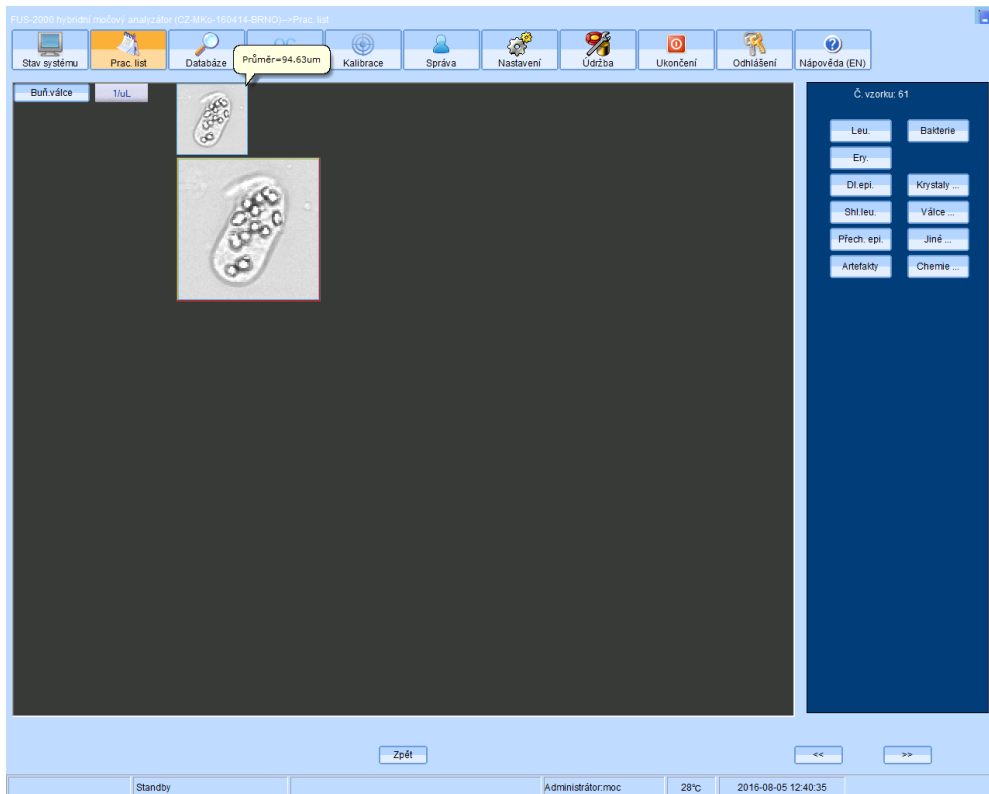 FUS-2000 hybridní močový analyzátor (CZ-MKo-160414-BRNO)-->Prac. list
Stav systému
Prac. list
Databáze
Průměr=94.63um
Kalibrace
Správa
Nastavení
Údržba
Ukončení
Odhlášení
Nápověda (EN)
Buň.válce
1/uL
Č. vzorku: 61
Leu.
Bakterie
Ery.
Dl.epi.
Krystaly ...
Shl.leu.
Válce ...
Přech. epi.
Jiné ...
Artefakty
Chemie ...
Zpět
<<
>>
Standby
Administrátor:moc
28°C
2016-08-05 12:40:35